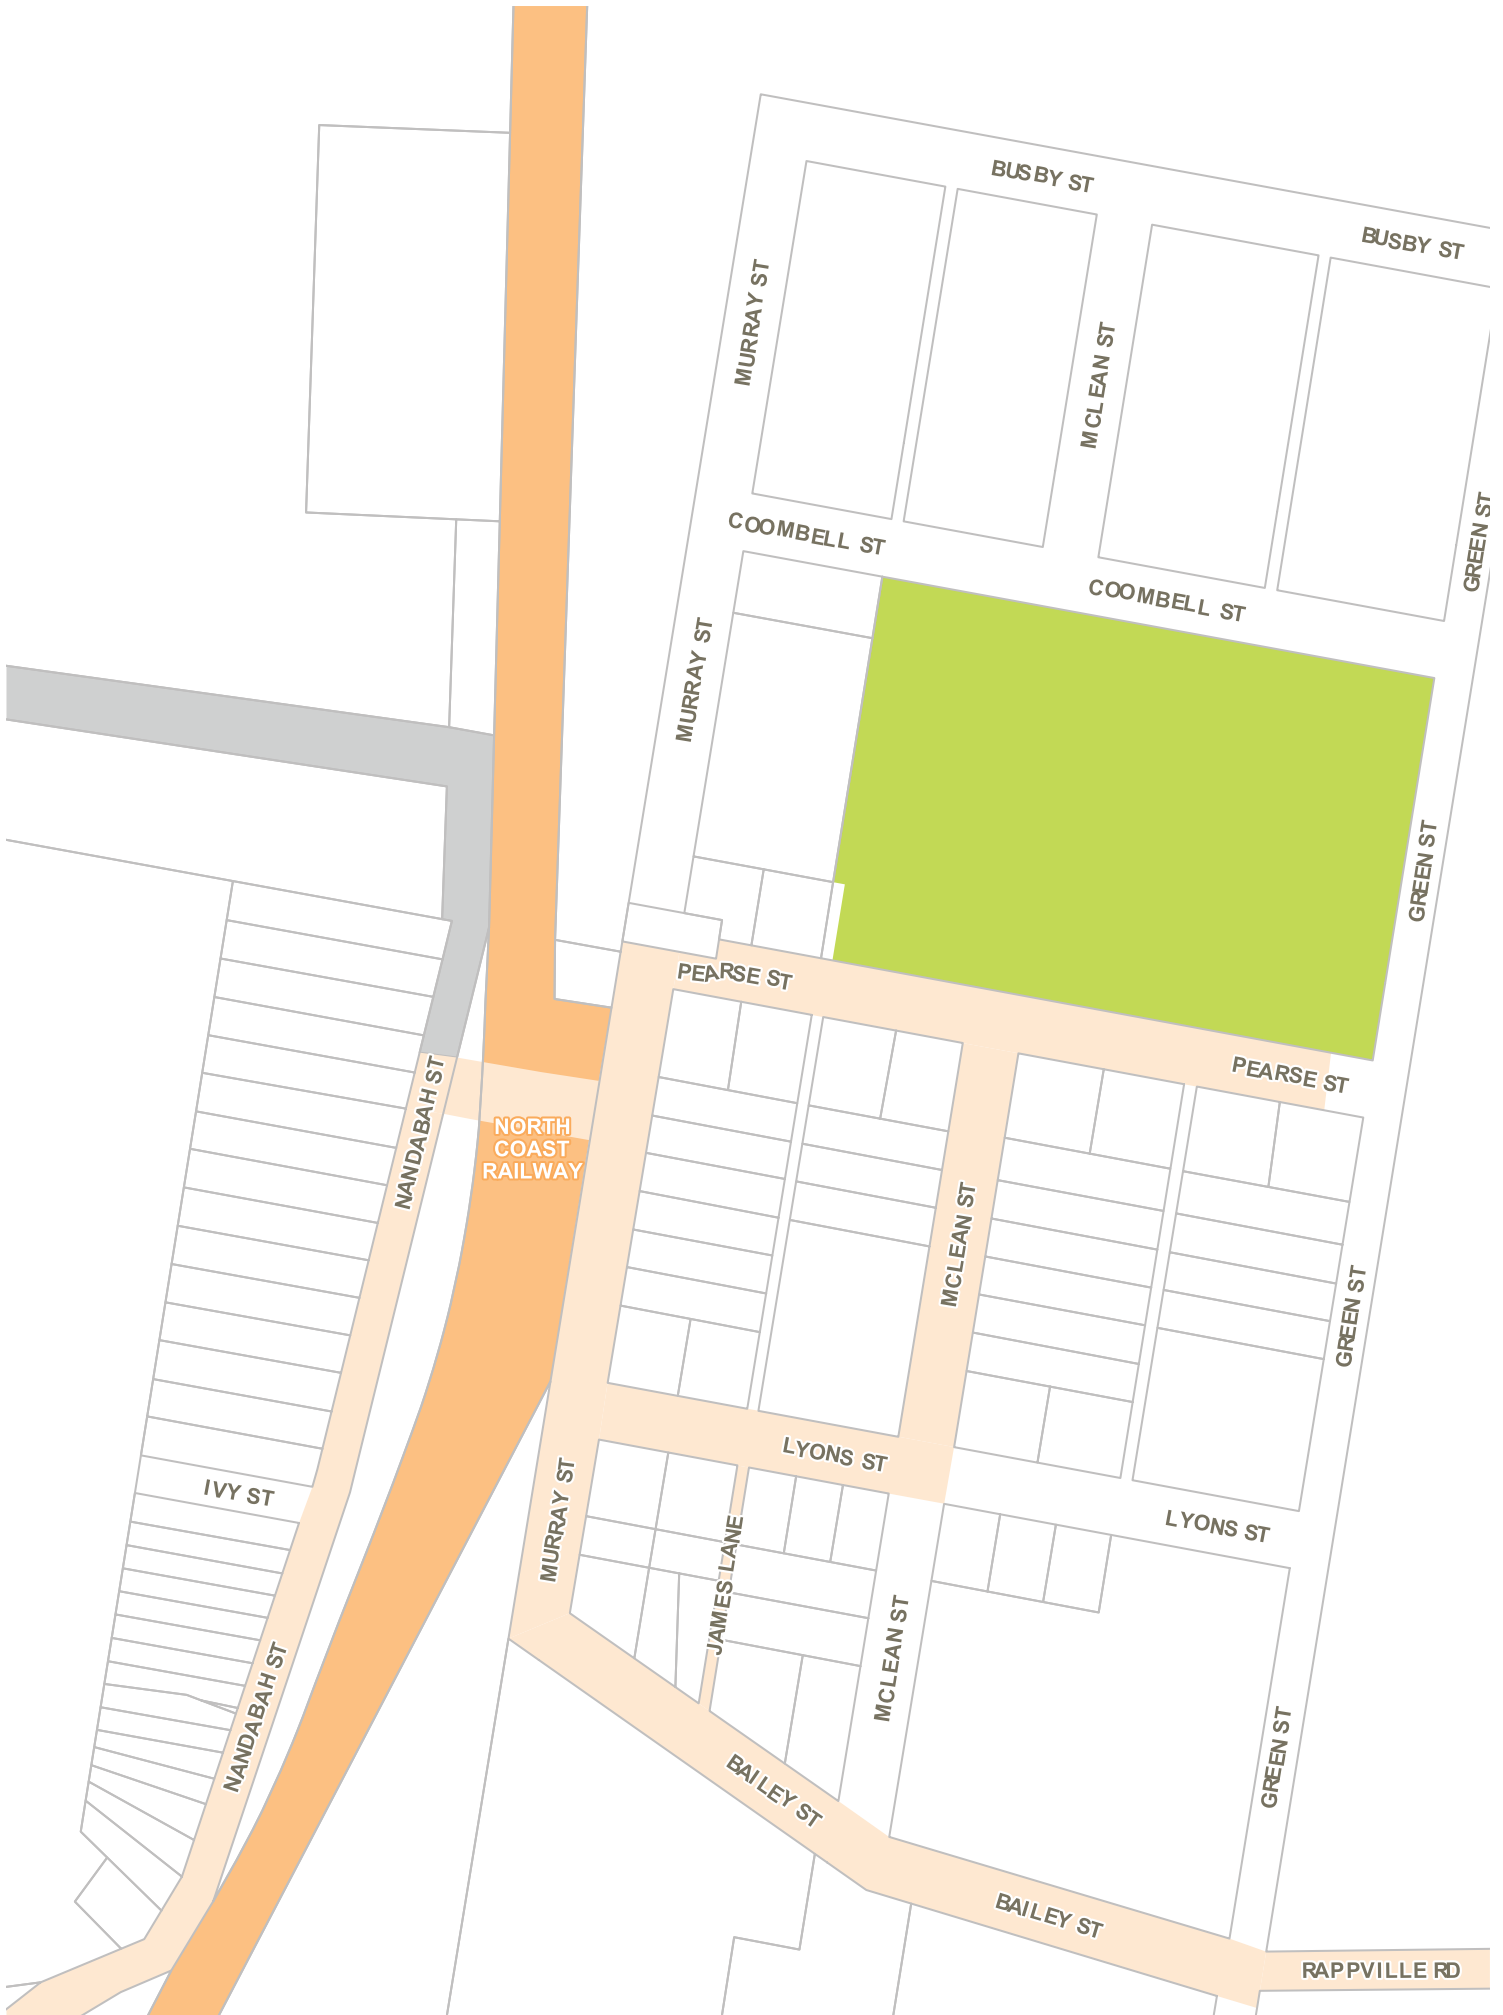 BUSBY ST
BUSBY ST
MURRAY ST
MCLEAN ST
GREEN ST
COOMBELL ST
COOMBELL ST
MURRAY ST
GREEN ST
PEARSE ST
PEARSE ST
NANDABAH ST
NORTH
COAST
RAILWAY
MCLEAN ST
GREEN ST
LYONS ST
IVY ST
MURRAY ST
LYONS ST
JAMES LANE
MCLEAN ST
NANDABAH ST
GREEN ST
BAILEY ST
BAILEY ST
RAPPVILLE RD